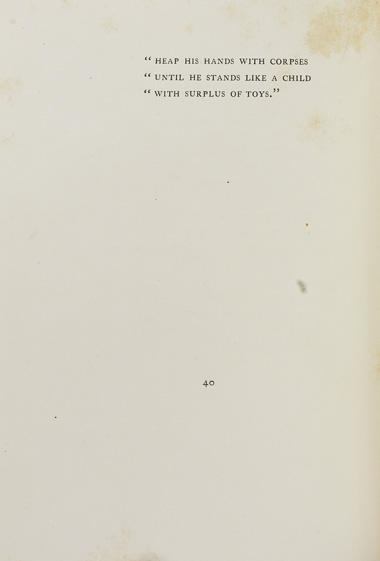 “ HEAP HIS HANDS WITH CORPSES
“ UNTIL HE STANDS LIKE A CHILD
“ WITH SURPLUS OF TOYS.”
40